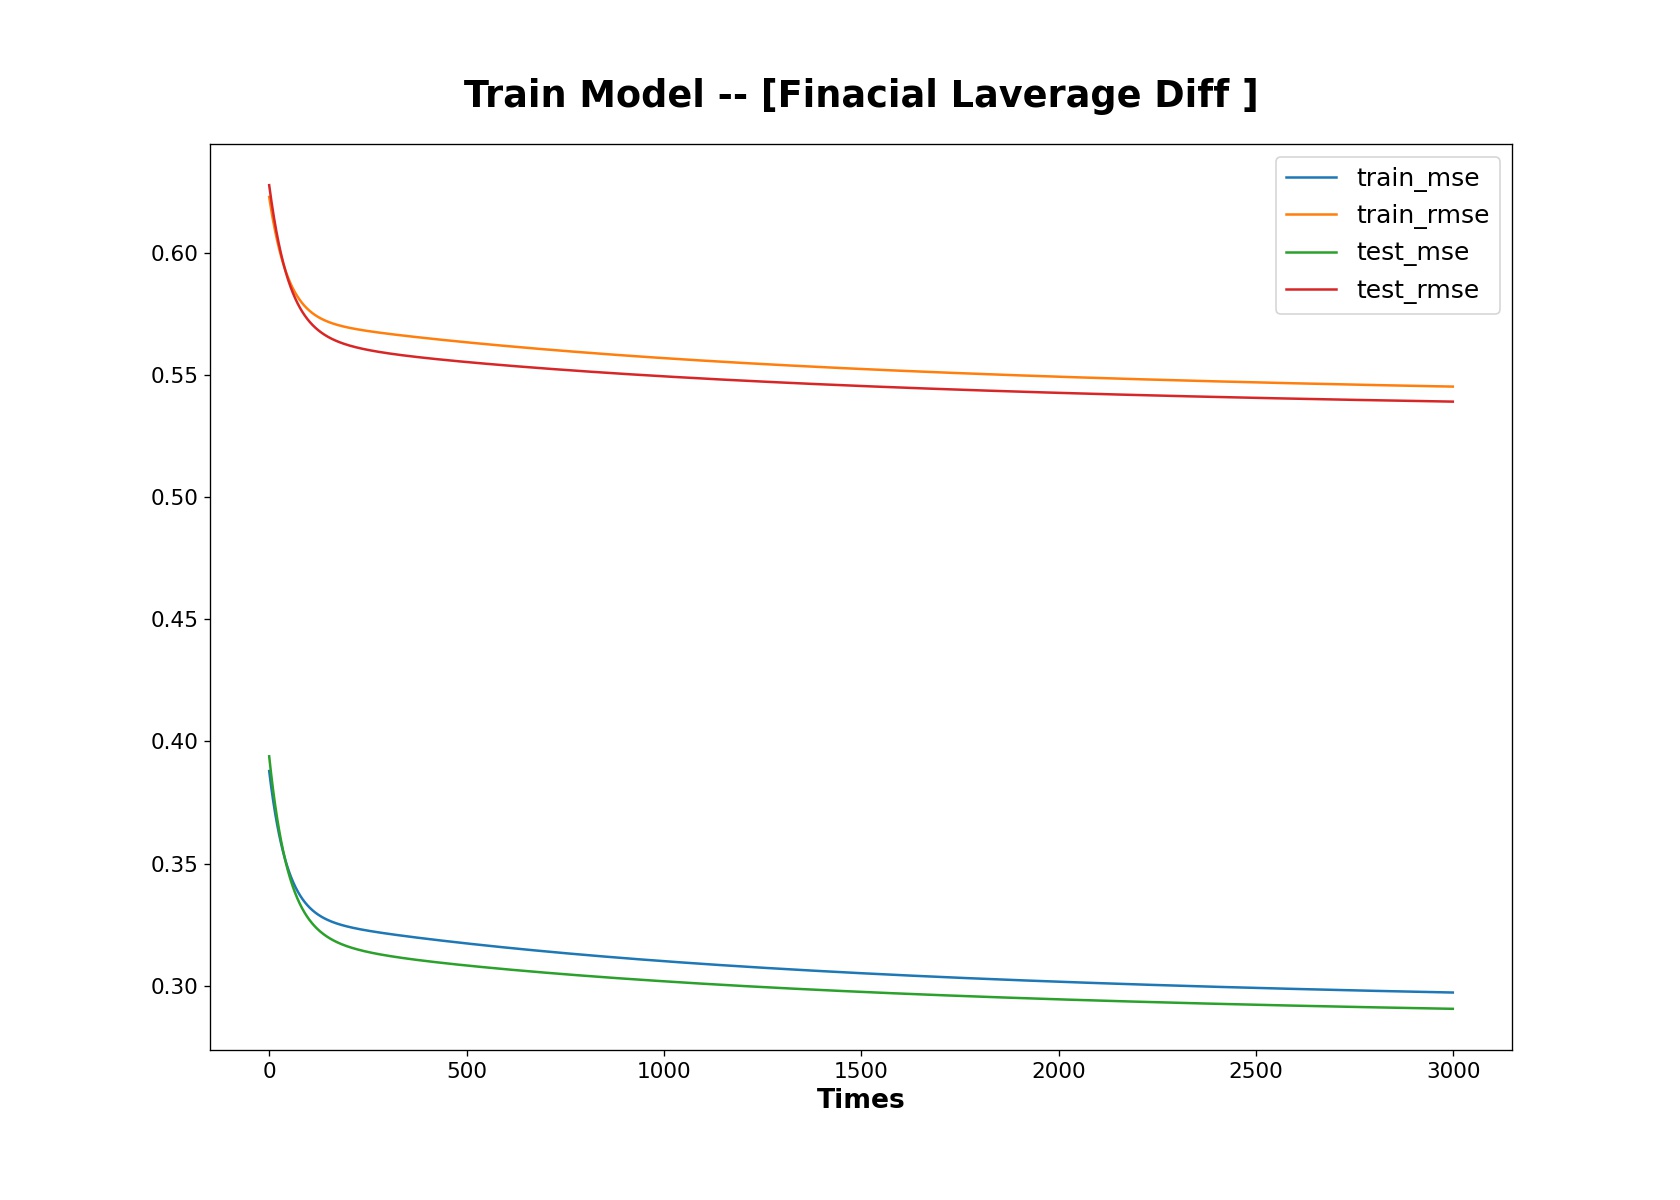 Train Model -- [Finacial Laverage Diff ]
train_mse
train_rmse
test_mse
test_rmse
0.60
0.55
0.50
0.45
0.40
0.35
0.30
0 500 1000 1500 2000 2500 3000
Times